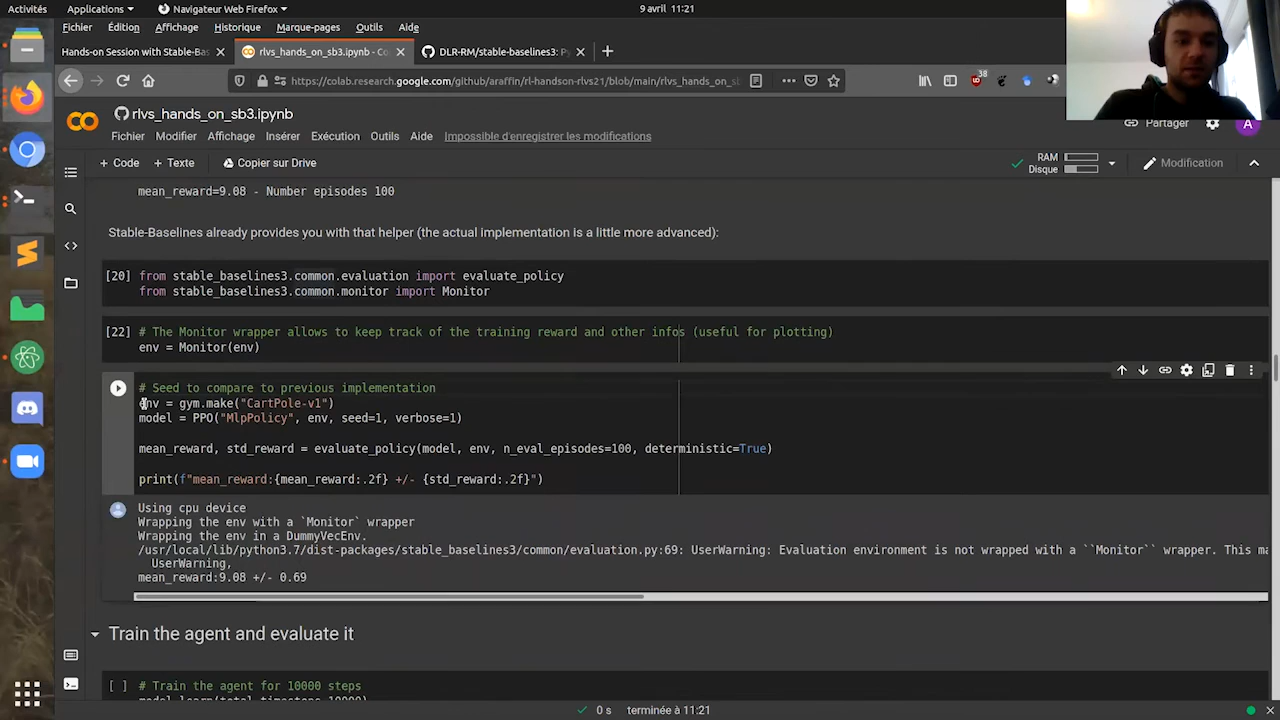 Activités Applications Navigateur Web Firefox 9 avril 11:21
Fichier Édition Affichage Historique Marque-pages Outils Aide
Hands-on Session with Stable-Bas rlvs_hands_on_sb3.ipynb - Co DLR-RM/stable-baselines3: Py
https://colab.research.google.com/github/araffin/rl-handson-rlvs21/blob/main/rlvs_hands_on_sb 38
rlvs_hands_on_sb3.ipynb
Fichier Modifier Affichage Insérer Exécution Outils Aide Impossible d'enregistrer les modifications Partager A
+ Code + Texte Copier sur Drive RAM Disque Modification
mean_reward=9.08 - Number episodes 100
Stable-Baselines already provides you with that helper (the actual implementation is a little more advanced):
[20] from stable_baselines3.common.evaluation import evaluate_policy
from stable_baselines3.common.monitor import Monitor
[22] # The Monitor wrapper allows to keep track of the training reward and other infos (useful for plotting)
env = Monitor(env)
# Seed to compare to previous implementation
env = gym.make("CartPole-v1")
model = PPO("MlpPolicy", env, seed=1, verbose=1)
mean_reward, std_reward = evaluate_policy(model, env, n_eval_episodes=100, deterministic=True)
print(f"mean_reward:{mean_reward:.2f} +/- {std_reward:.2f}")
Using cpu device
Wrapping the env with a `Monitor` wrapper
Wrapping the env in a DummyVecEnv.
/usr/local/lib/python3.7/dist-packages/stable_baselines3/common/evaluation.py:69: UserWarning: Evaluation environment is not wrapped with a ``Monitor`` wrapper. This ma
UserWarning,
mean_reward:9.08 +/- 0.69
Train the agent and evaluate it
[ ] # Train the agent for 10000 steps
model.learn(total_timesteps=10000)
0 s terminée à 11:21